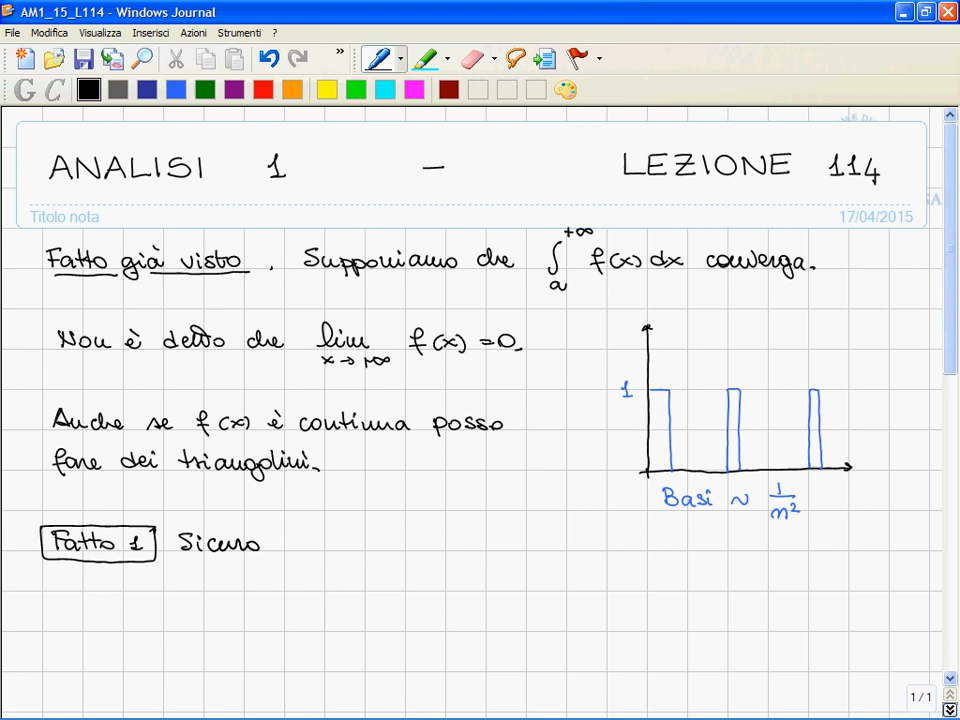 AM1_15_L114 - Windows Journal
File Modifica Visualizza Inserisci Azioni Strumenti ?
»
G C
ANALISI 1 – LEZIONE 114
Titolo nota 17/04/2015
Fatto già visto. Supponiamo che ∫_a^{+∞} f(x) dx converga.
Non è detto che lim_{x→+∞} f(x) = 0.
Anche se f(x) è continua posso
fare dei triangolini.
1
Basi ~ 1/m²
Fatto 1 Sicuro
1 / 1